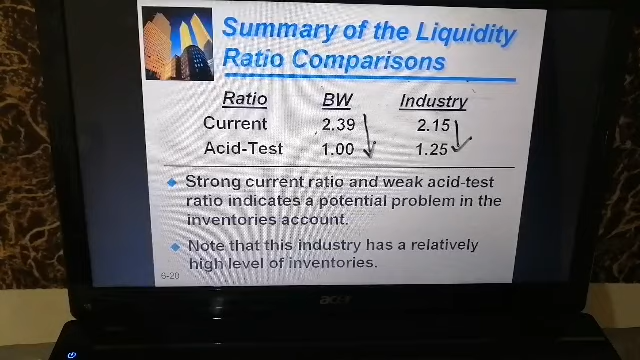 Summary of the Liquidity
Ratio Comparisons
Ratio BW Industry
Current 2.39 2.15
Acid-Test 1.00 1.25
Strong current ratio and weak acid-test
ratio indicates a potential problem in the
inventories account.
Note that this industry has a relatively
high level of inventories.
6-20
acer